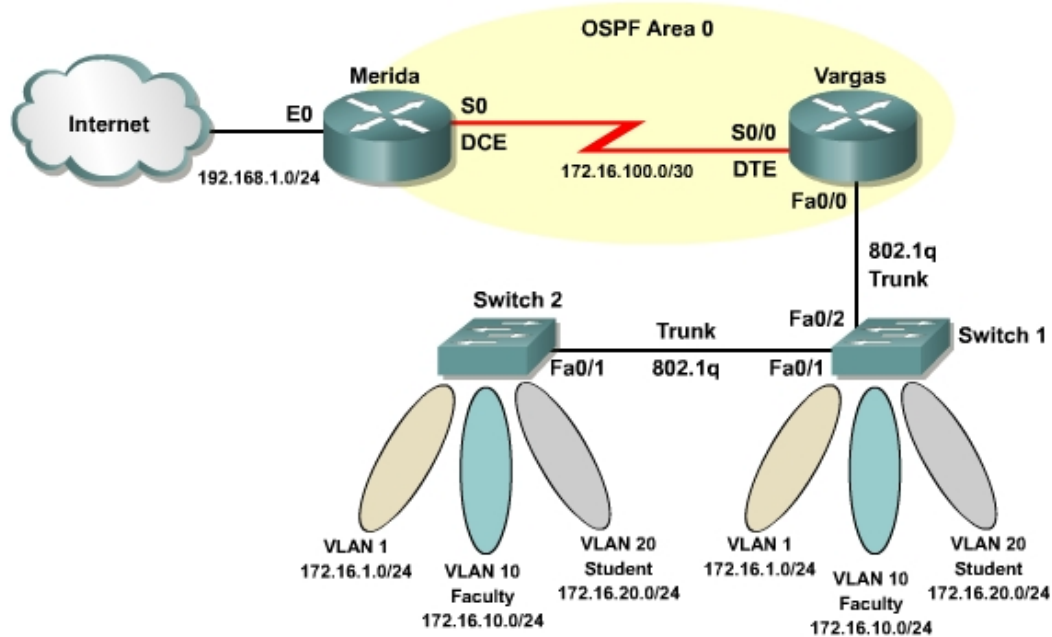 OSPF Area 0
Merida
Vargas
Internet
E0
S0
DCE
S0/0
DTE
192.168.1.0/24
172.16.100.0/30
Fa0/0
802.1q
Trunk
Switch 2
Fa0/2
Switch 1
Trunk
Fa0/1
802.1q
Fa0/1
VLAN 1
172.16.1.0/24
VLAN 10
Faculty
172.16.10.0/24
VLAN 20
Student
172.16.20.0/24
VLAN 1
172.16.1.0/24
VLAN 10
Faculty
172.16.10.0/24
VLAN 20
Student
172.16.20.0/24